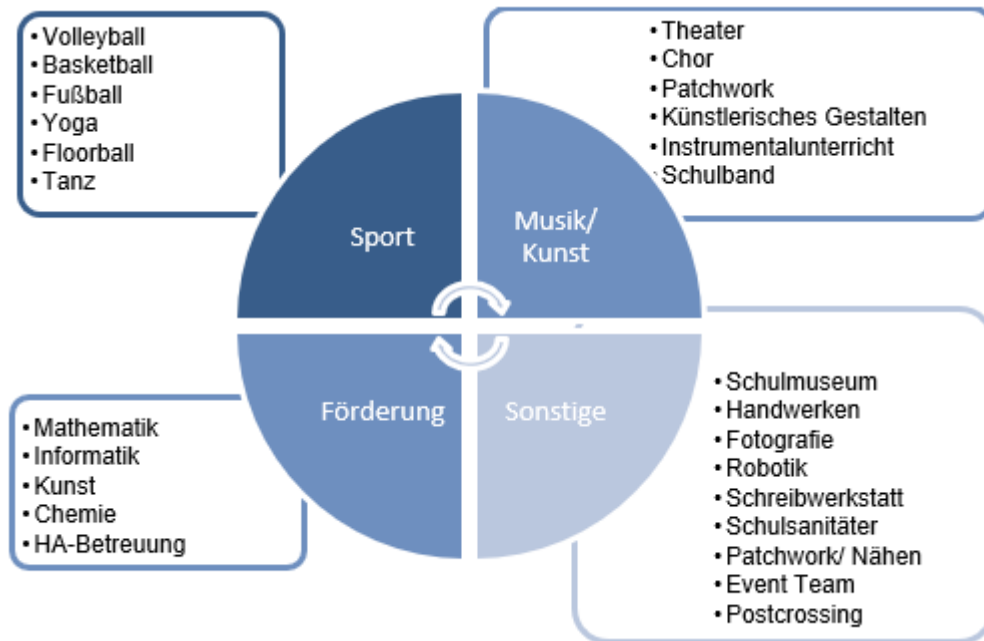 • Volleyball
• Basketball
• Fußball
• Yoga
• Floorball
• Tanz
• Theater
• Chor
• Patchwork
• Künstlerisches Gestalten
• Instrumentalunterricht
• Schulband
Sport
Musik/
Kunst
Förderung
Sonstige
• Mathematik
• Informatik
• Kunst
• Chemie
• HA-Betreuung
• Schulmuseum
• Handwerken
• Fotografie
• Robotik
• Schreibwerkstatt
• Schulsanitäter
• Patchwork/ Nähen
• Event Team
• Postcrossing